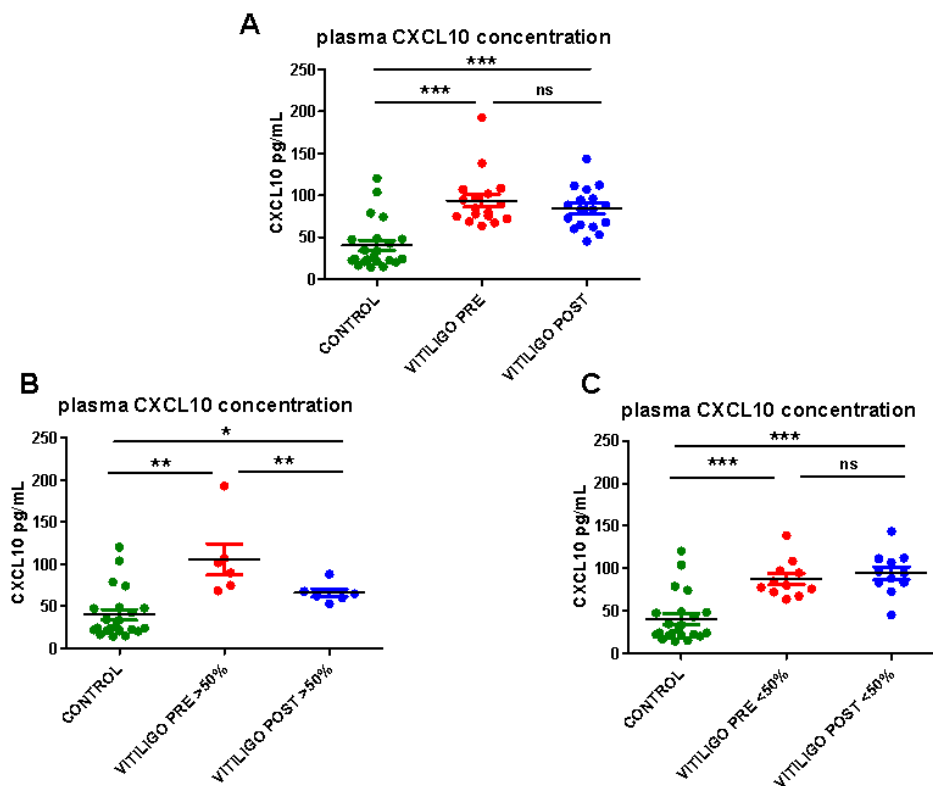 A
plasma CXCL10 concentration
***
*** ns
250
200
150
100
50
0
CXCL10 pg/mL
CONTROL
VITILIGO PRE
VITILIGO POST
B
plasma CXCL10 concentration
*
** **
250
200
150
100
50
0
CXCL10 pg/mL
CONTROL
VITILIGO PRE >50%
VITILIGO POST >50%
C
plasma CXCL10 concentration
***
*** ns
250
200
150
100
50
0
CXCL10 pg/mL
CONTROL
VITILIGO PRE <50%
VITILIGO POST <50%